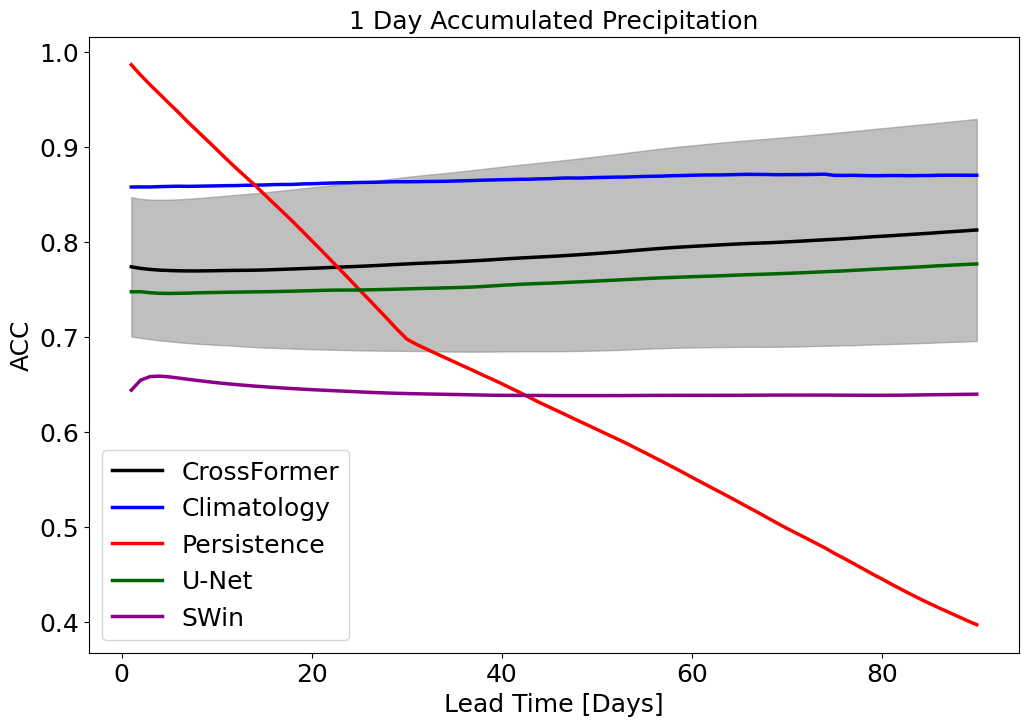 1 Day Accumulated Precipitation
ACC
1.0
0.9
0.8
0.7
0.6
0.5
0.4
CrossFormer
Climatology
Persistence
U-Net
SWin
0 20 40 60 80
Lead Time [Days]